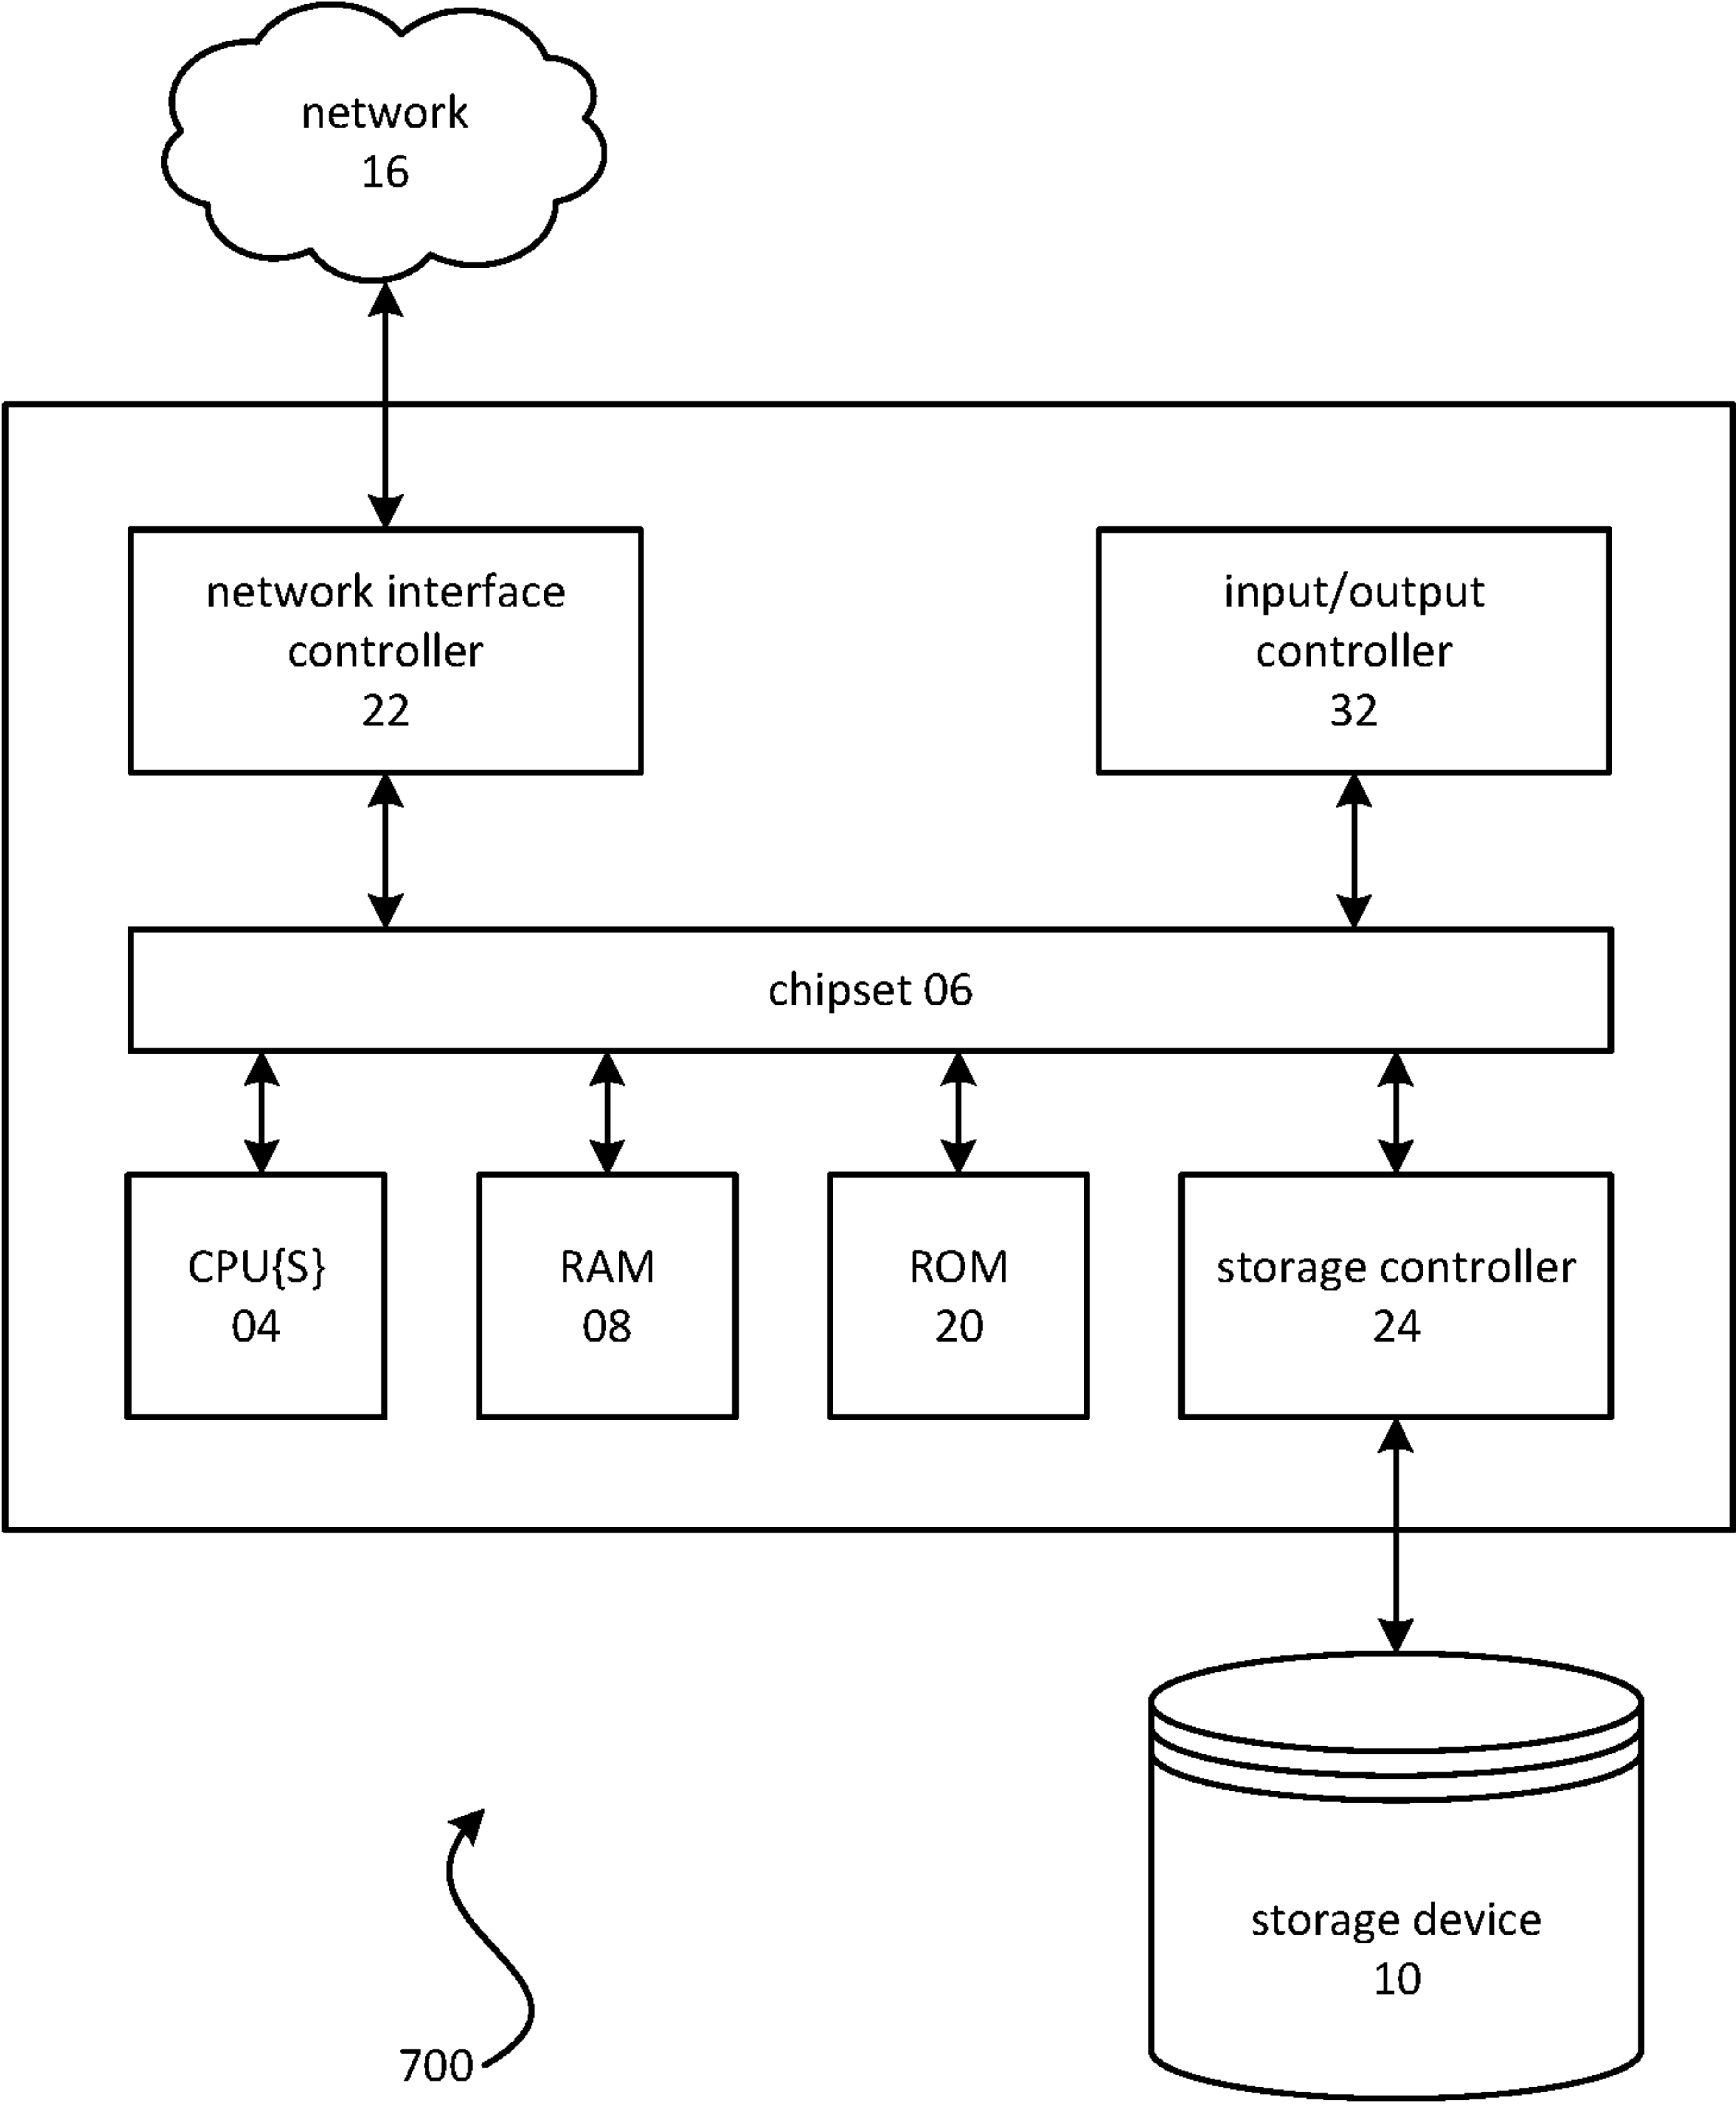 network
16
network interface
controller
22
input/output
controller
32
chipset 06
CPU{S}
04
RAM
08
ROM
20
storage controller
24
storage device
10
700